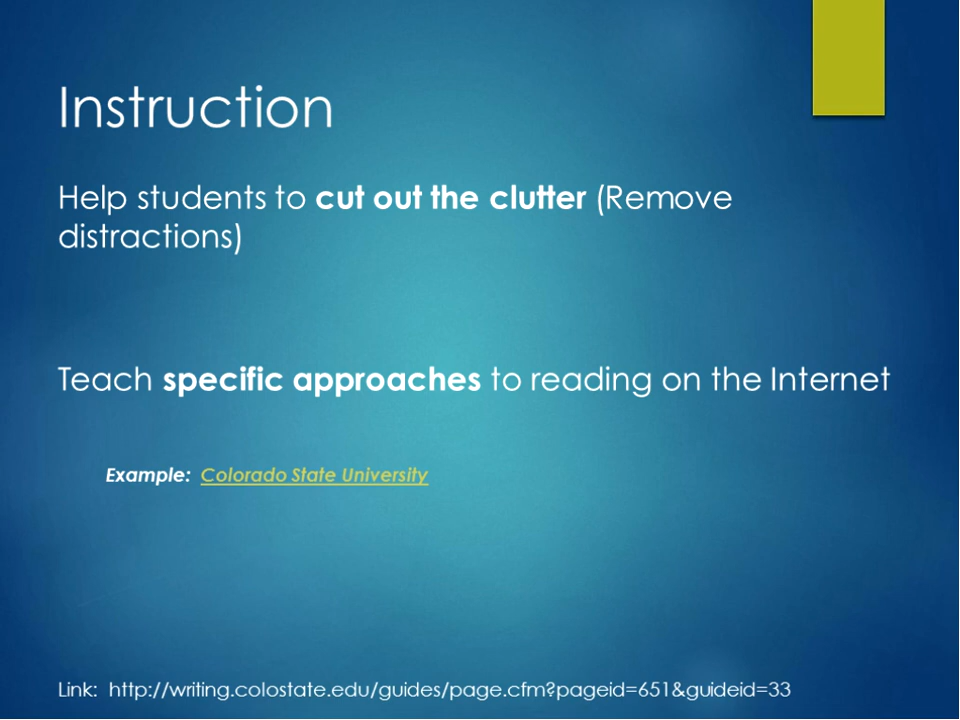 Instruction
Help students to cut out the clutter (Remove
distractions)
Teach specific approaches to reading on the Internet
Example: Colorado State University
Link: http://writing.colostate.edu/guides/page.cfm?pageid=651&guideid=33